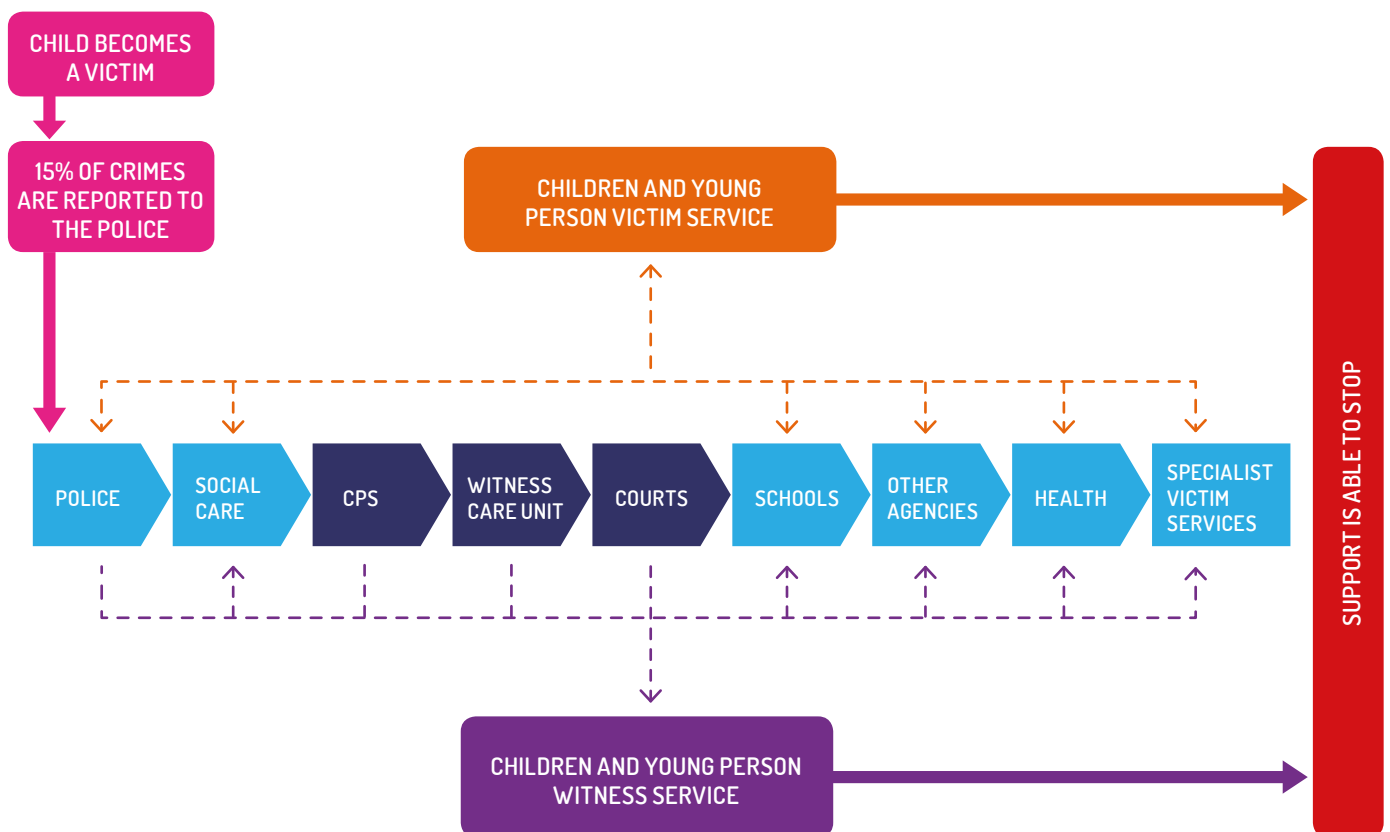 CHILD BECOMES
A VICTIM
15% OF CRIMES
ARE REPORTED TO
THE POLICE
CHILDREN AND YOUNG
PERSON VICTIM SERVICE
POLICE
SOCIAL
CARE
CPS
WITNESS
CARE UNIT
COURTS
SCHOOLS
OTHER
AGENCIES
HEALTH
SPECIALIST
VICTIM
SERVICES
SUPPORT IS ABLE TO STOP
CHILDREN AND YOUNG PERSON
WITNESS SERVICE